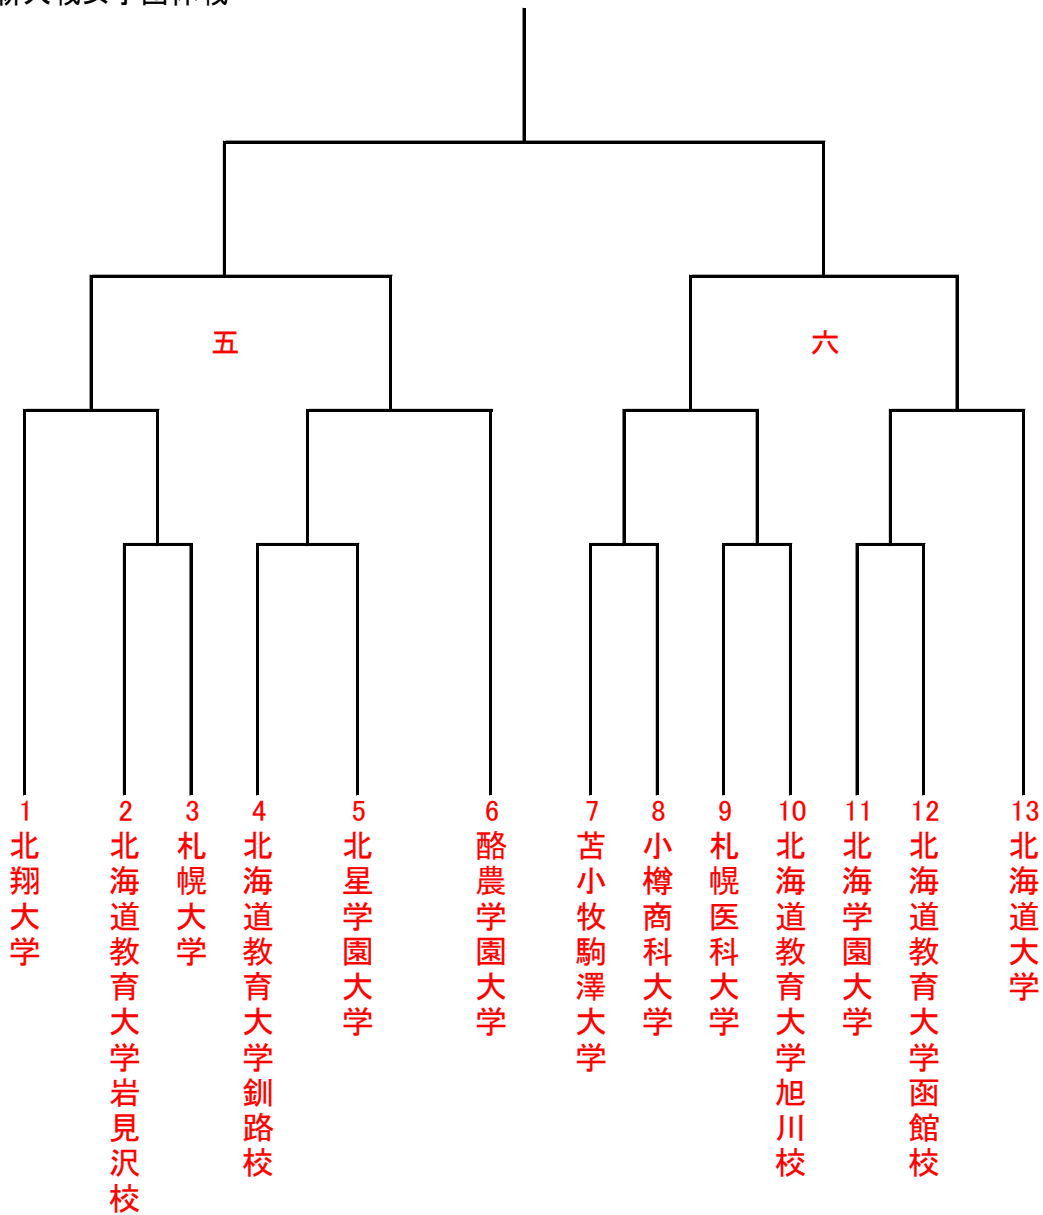 五
六
1
北翔大学
2
北海道教育大学岩見沢校
3
札幌大学
4
北海道教育大学釧路校
5
北星学園大学
6
酪農学園大学
7
苫小牧駒澤大学
8
小樽商科大学
9
札幌医科大学
10
北海道教育大学旭川校
11
北海学園大学
12
北海道教育大学函館校
13
北海道大学